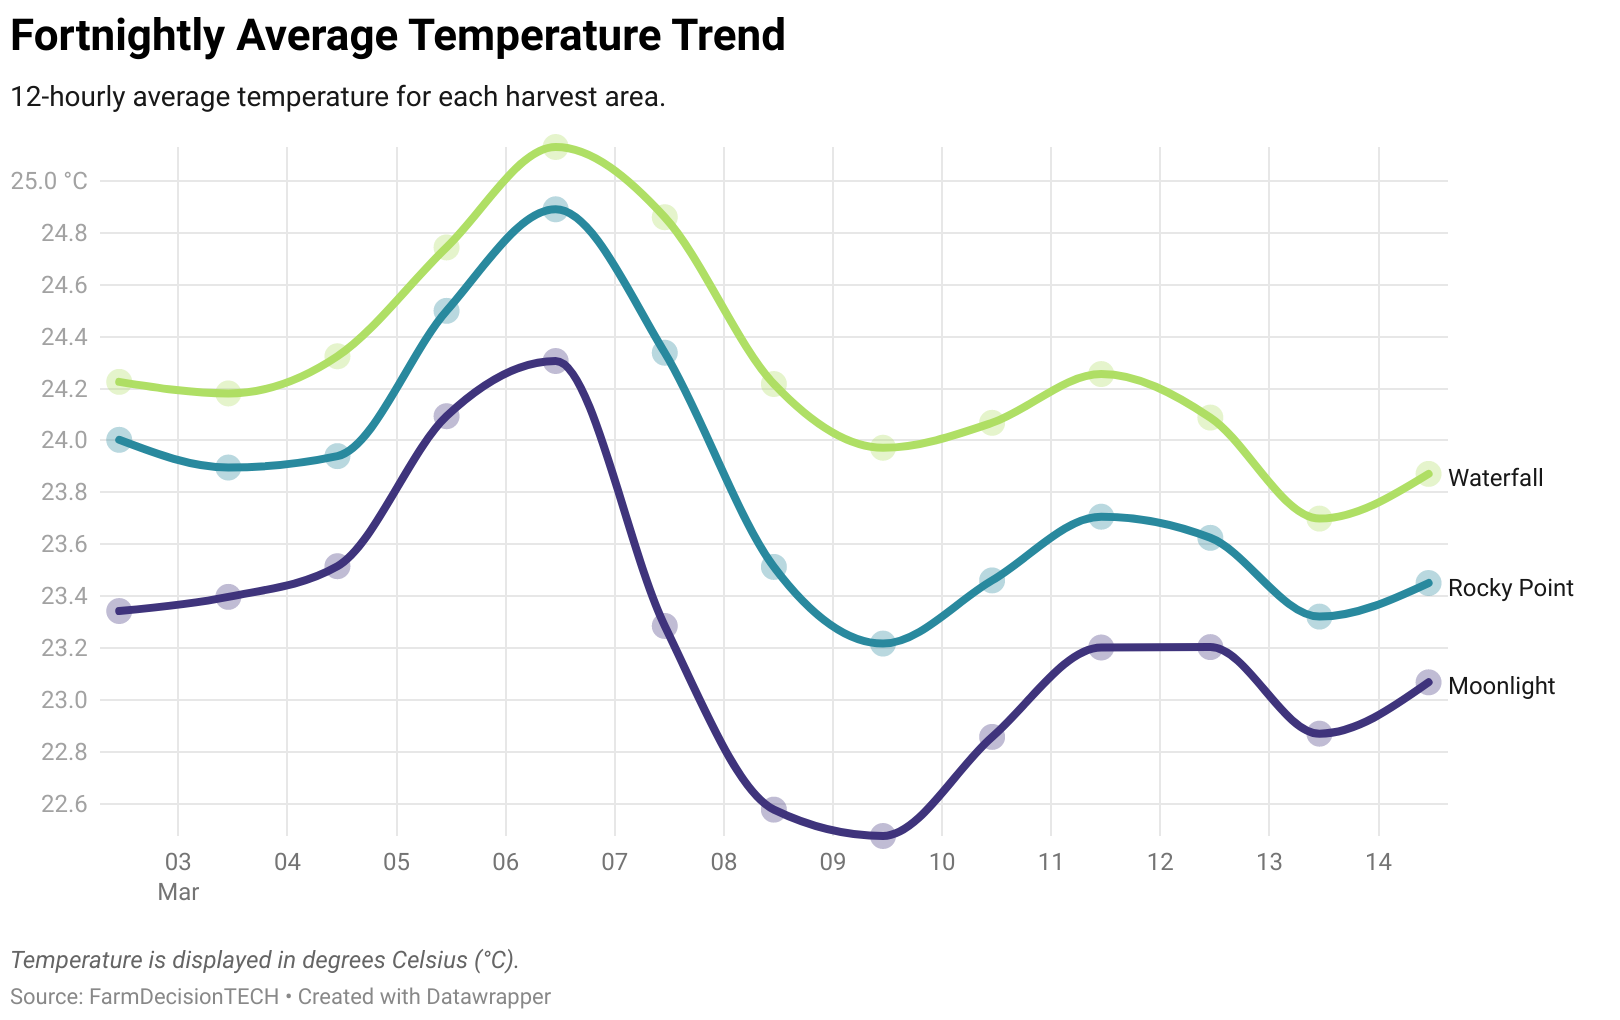 Fortnightly Average Temperature Trend
12-hourly average temperature for each harvest area.
25.0 °C
24.8
24.6
24.4
24.2
24.0
23.8
23.6
23.4
23.2
23.0
22.8
22.6
Waterfall
Rocky Point
Moonlight
03 04 05 06 07 08 09 10 11 12 13 14
Mar
Temperature is displayed in degrees Celsius (°C).
Source: FarmDecisionTECH • Created with Datawrapper